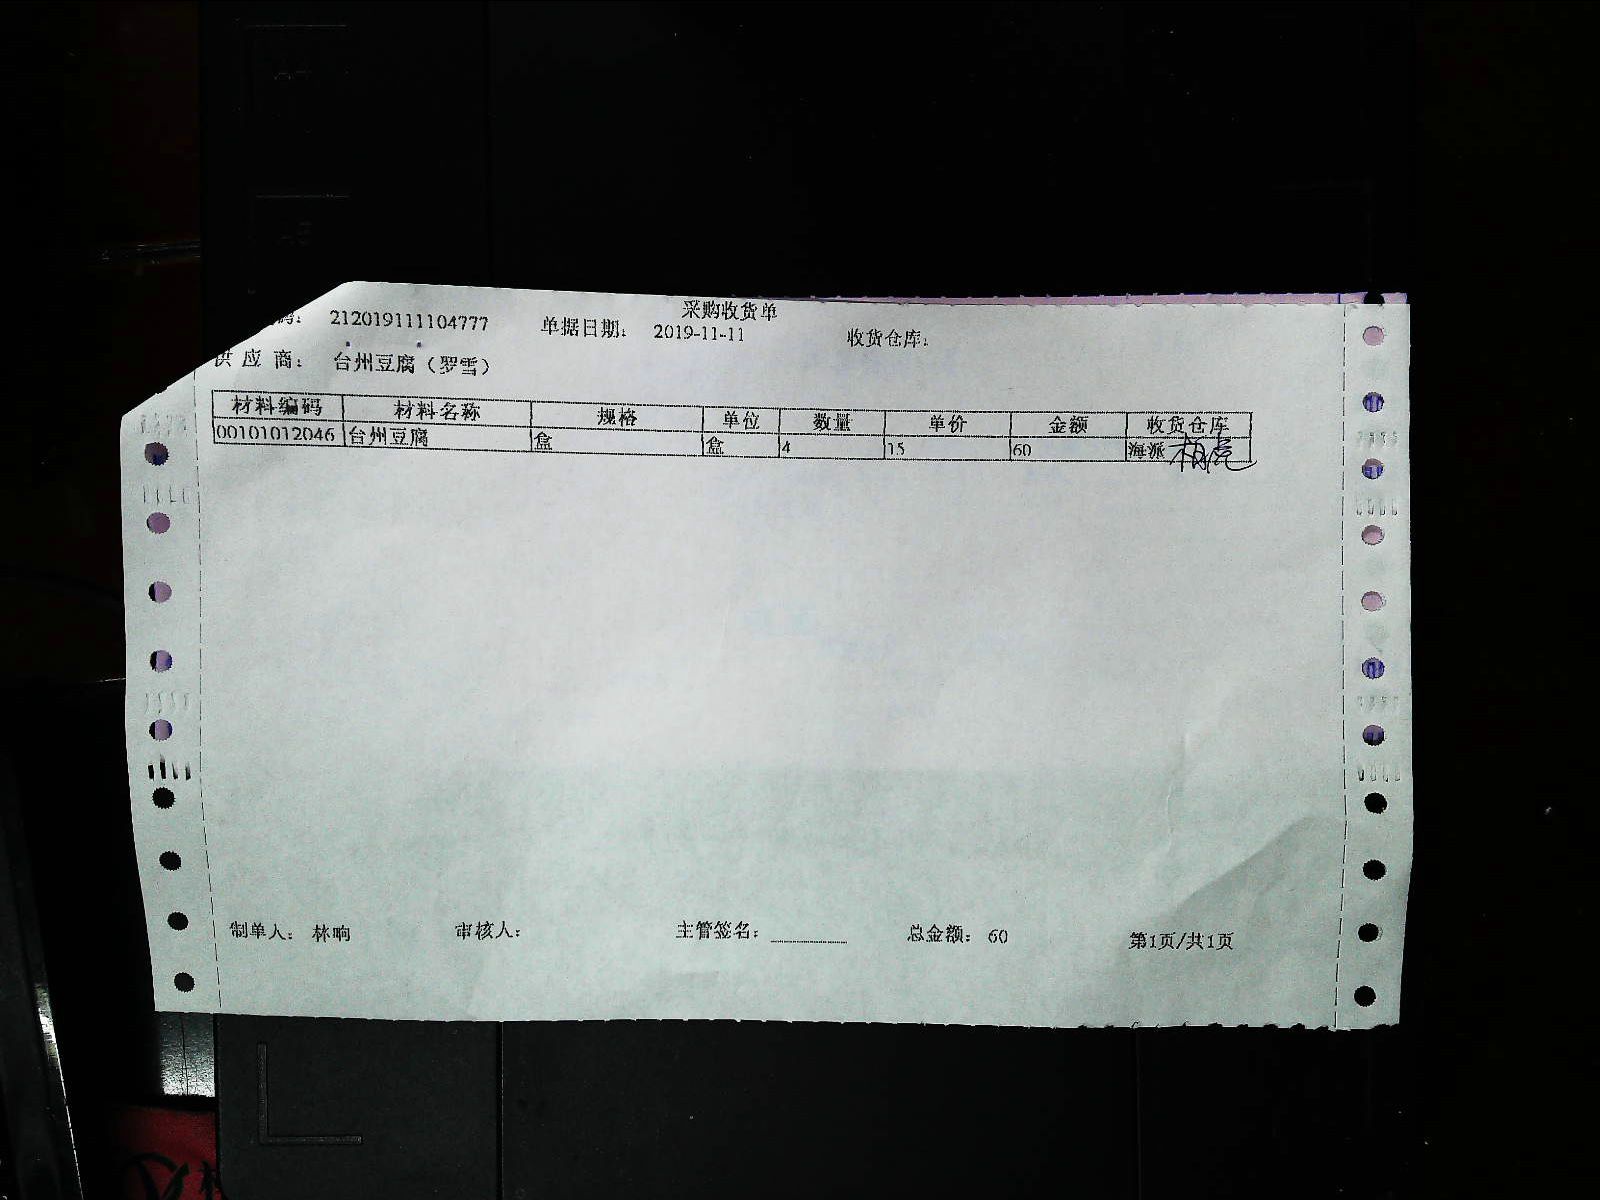 采购收货单
码： 212019111104777 单据日期： 2019-11-11 收货仓库：
供 应 商： 台州豆腐（罗雪）
材料编码 材料名称 规格 单位 数量 单价 金额 收货仓库
00101012046 台州豆腐 盒 盒 4 15 60 海派
制单人： 林响 审核人： 主管签名： 总金额： 60 第1页/共1页